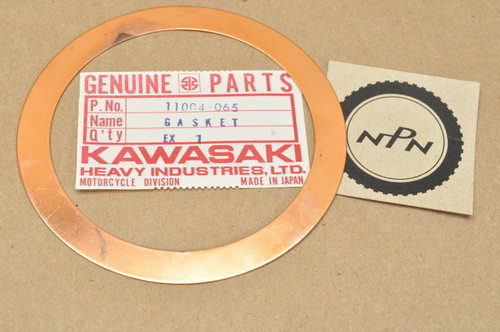 GENUINE PARTS
P.No. 11004-065
Name GASKET
Q'ty EX 1
KAWASAKI
HEAVY INDUSTRIES, LTD.
MOTORCYCLE DIVISION MADE IN JAPAN
NPN